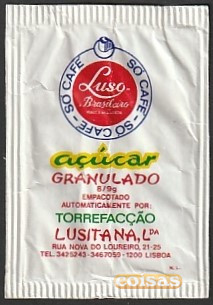 SÓ CAFÉ - SÓ CAFÉ - SÓ CAFÉ - SÓ CAFÉ
Luso
Brasileiro
açúcar
GRANULADO
8/9g
EMPACOTADO
AUTOMATICAMENTE POR:
TORREFACÇÃO
LUSITANA, LDA
RUA NOVA DO LOUREIRO, 21-25
TEL. 3425243-3467059-1200 LISBOA
coisas